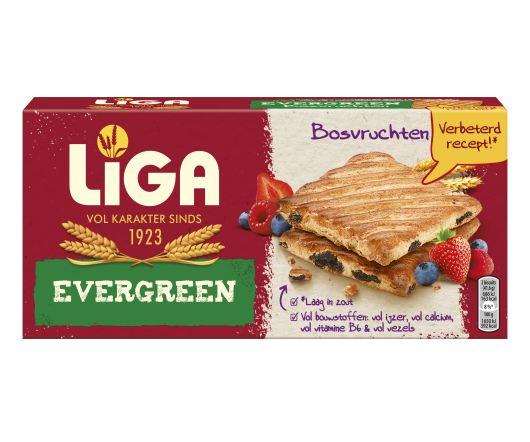 LiGA
EVERGREEN
LiGA
VOL KARAKTER SINDS
1923
EVERGREEN
Bosvruchten
Verbeterd
recept!*
*Laag in zout
Vol bouwstoffen: vol ijzer, vol calcium,
vol vitamine B6 & vol vezels